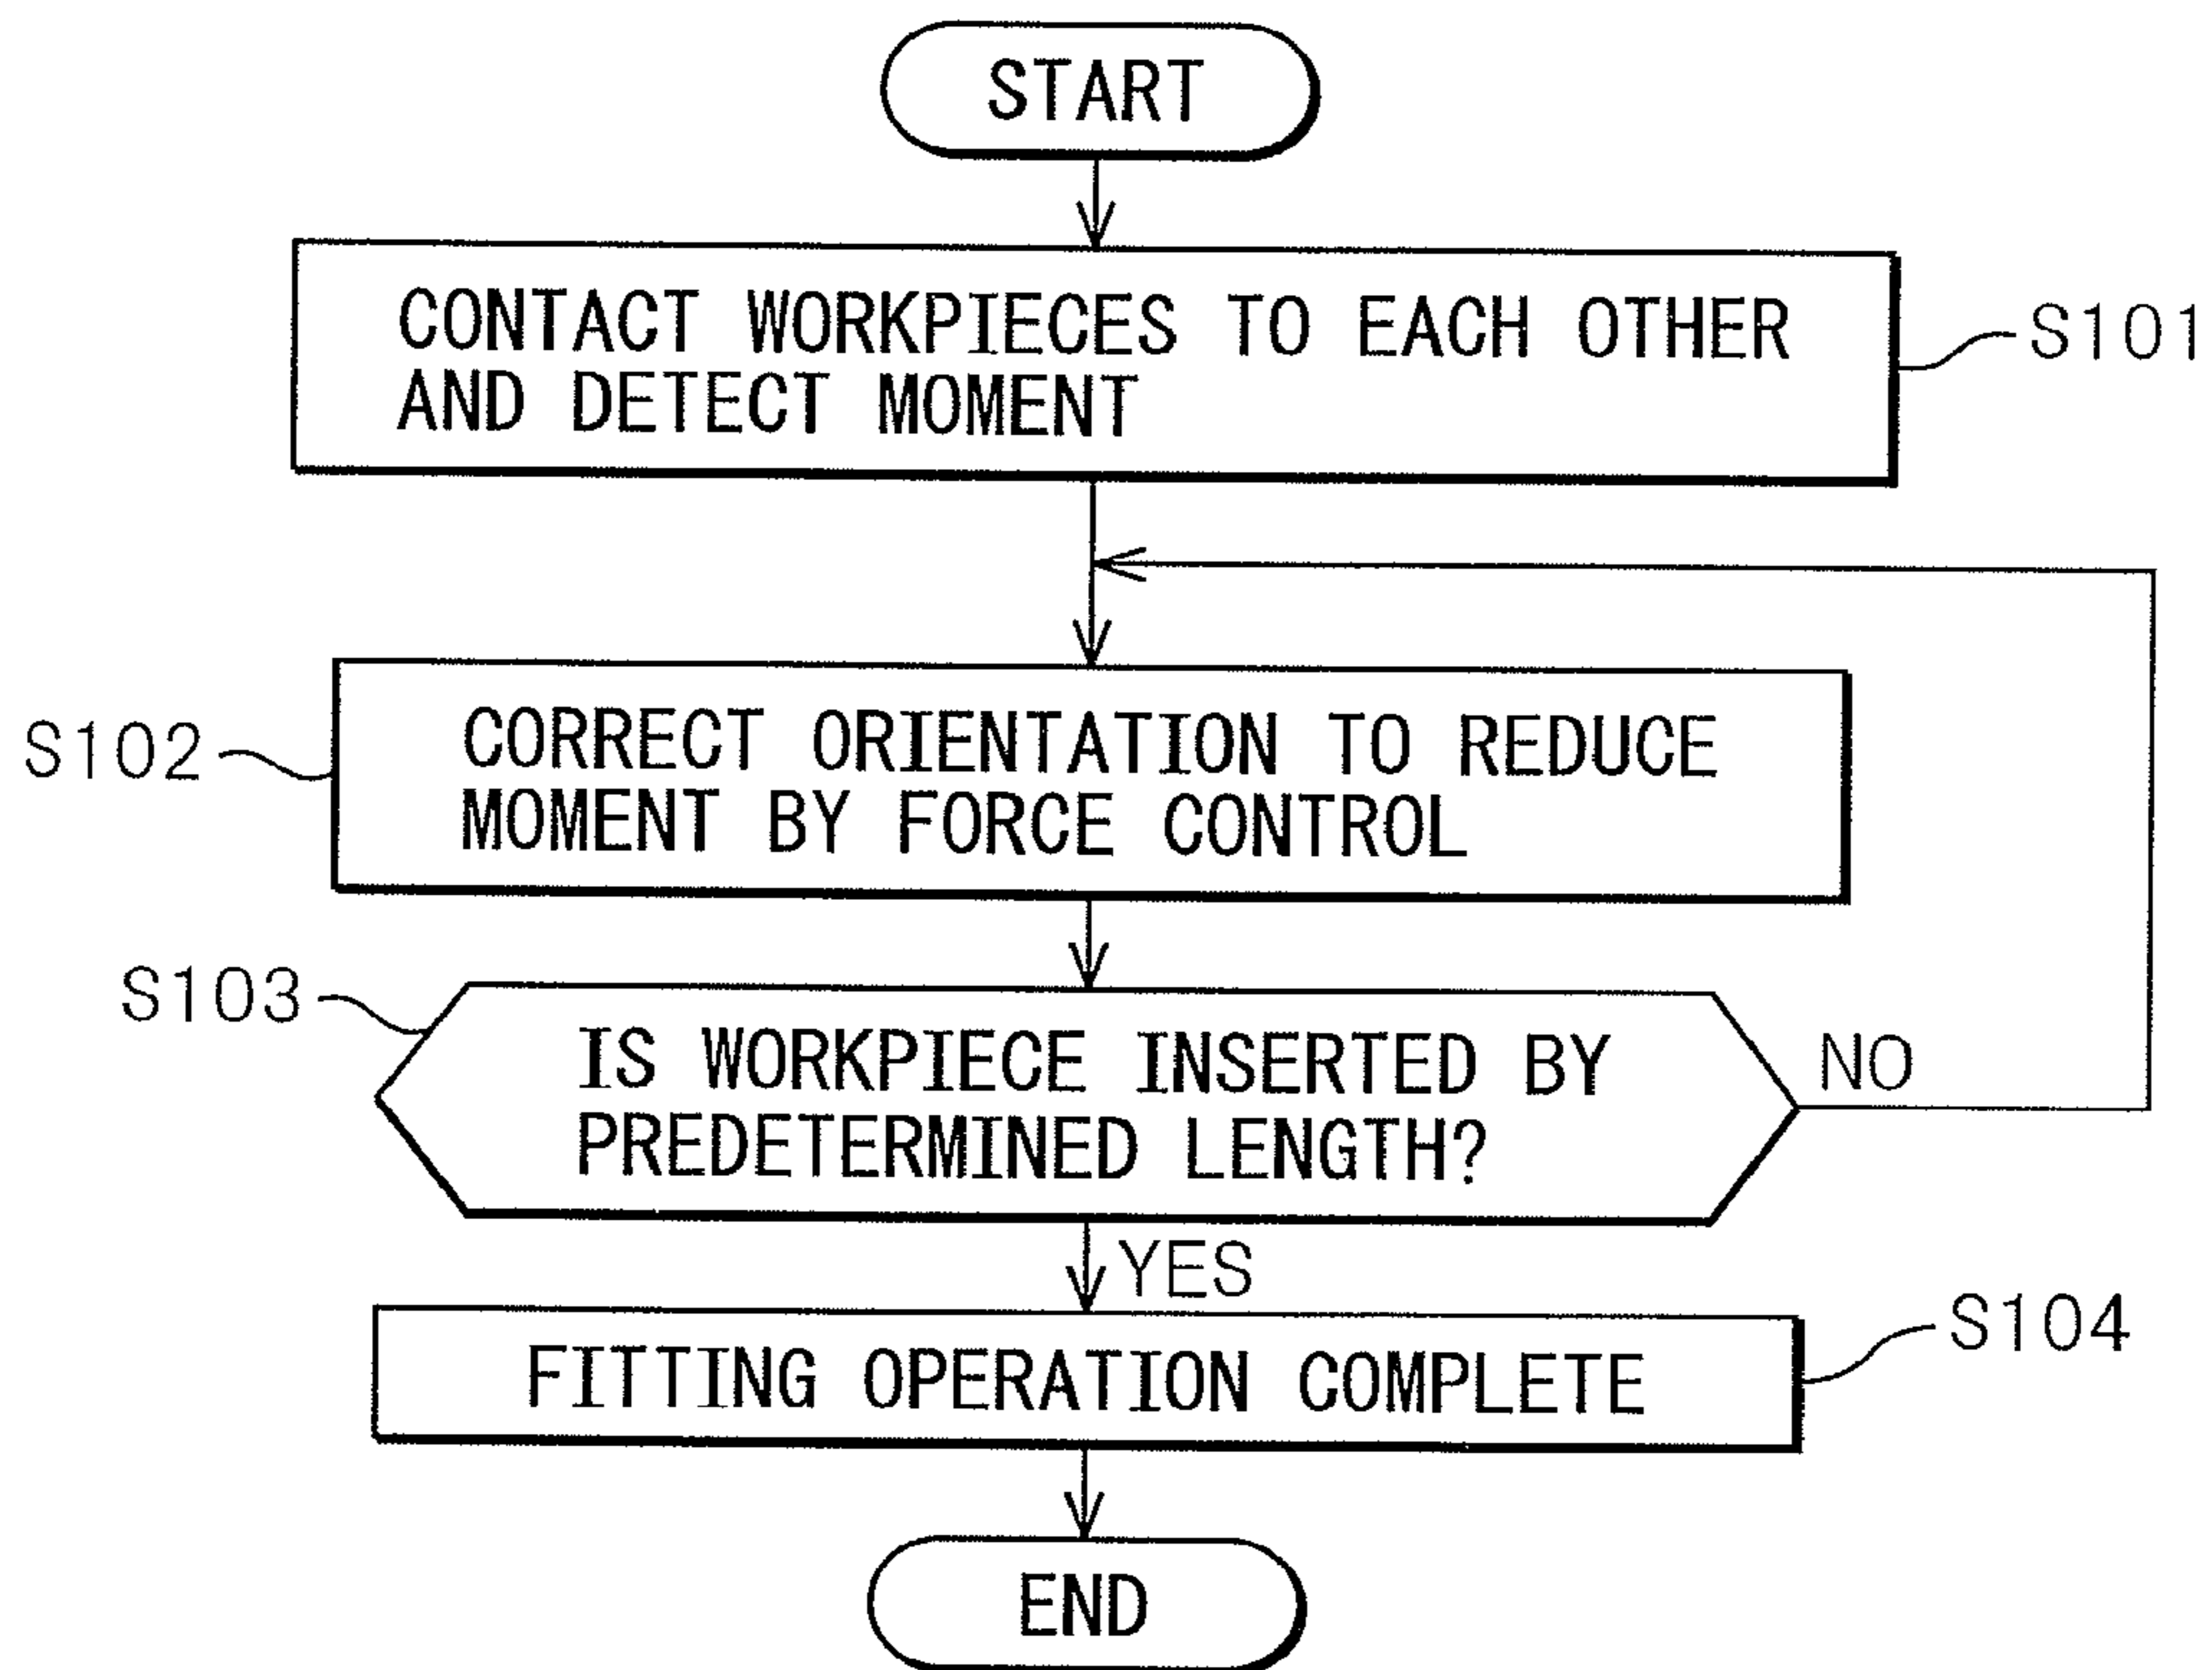 START
CONTACT WORKPIECES TO EACH OTHER
AND DETECT MOMENT
S101
S102
CORRECT ORIENTATION TO REDUCE
MOMENT BY FORCE CONTROL
S103
IS WORKPIECE INSERTED BY
PREDETERMINED LENGTH?
NO
YES
FITTING OPERATION COMPLETE
S104
END